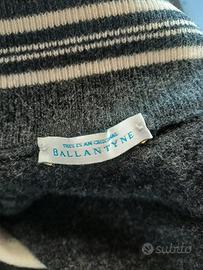 THIS IS AN ORIGINAL
BALLANTYNE
subito